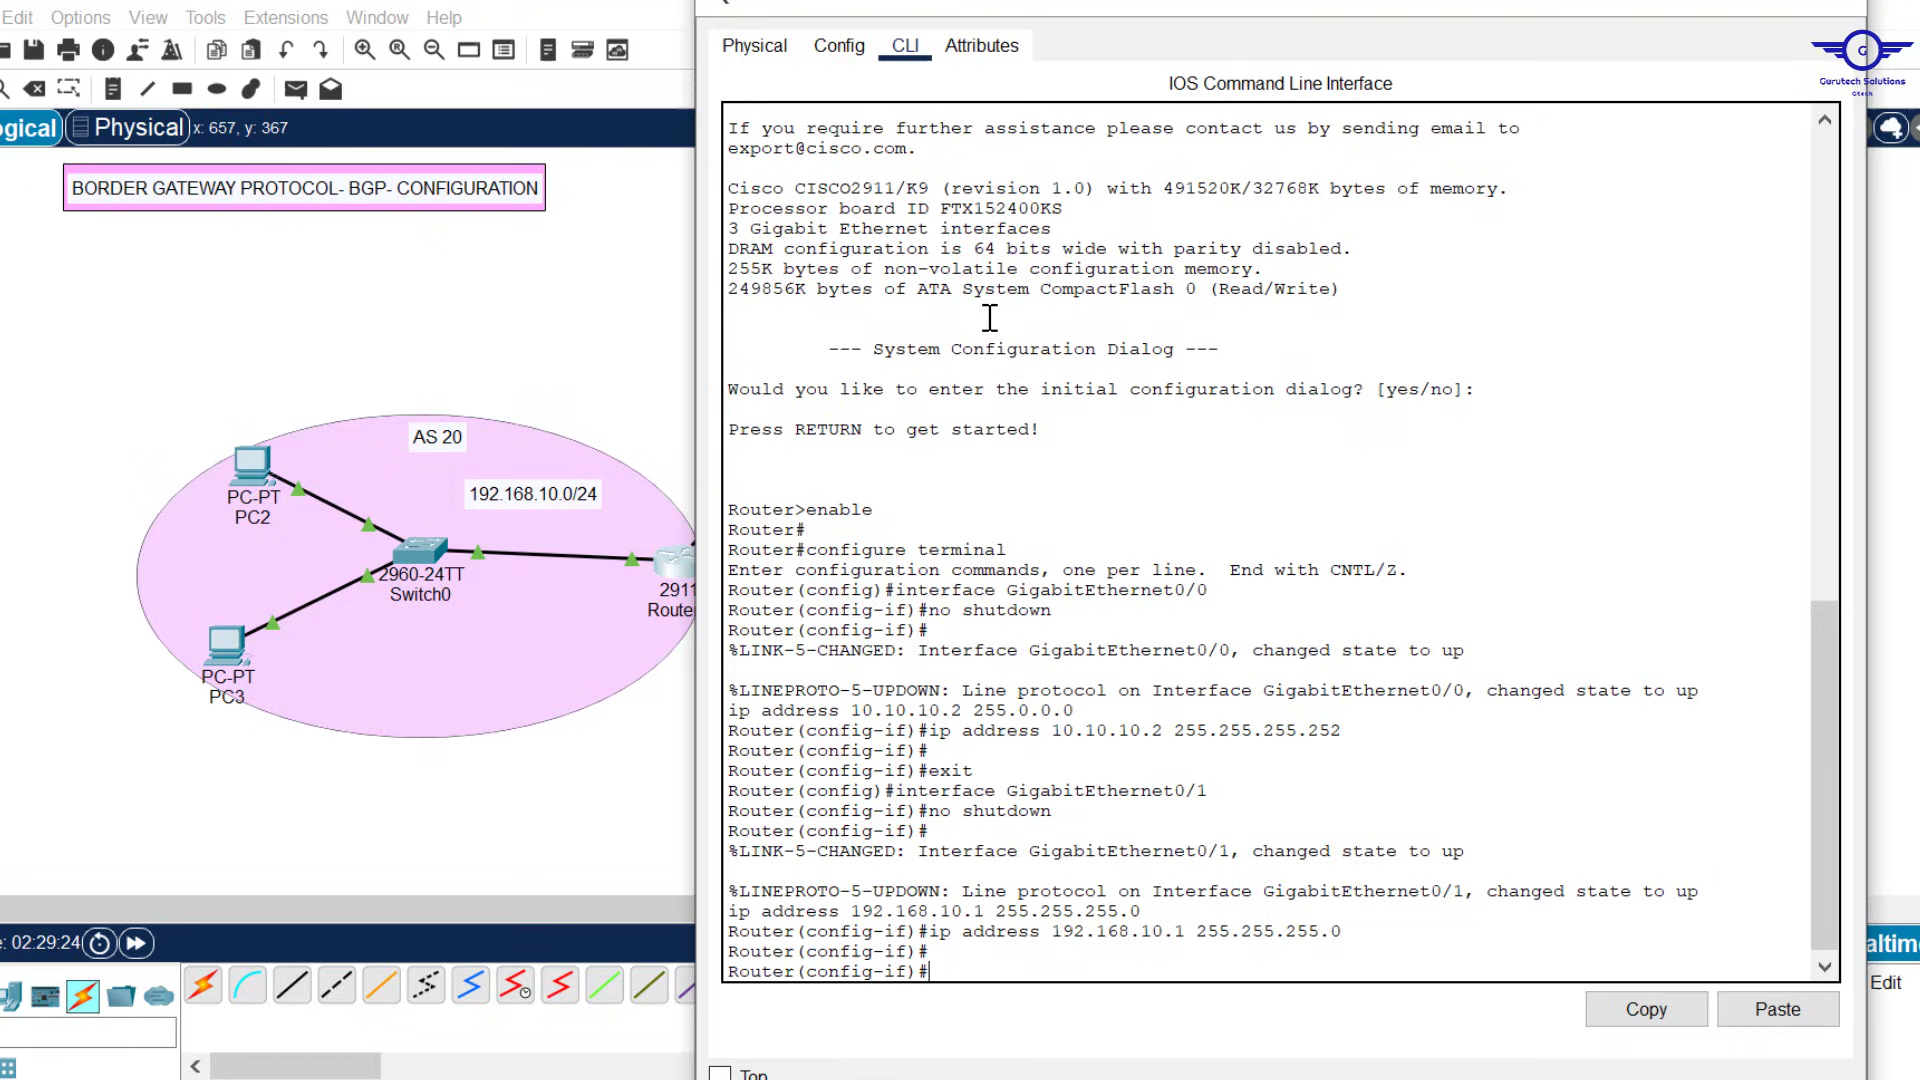 Edit Options View Tools Extensions Window Help
Physical x: 657, y: 367
BORDER GATEWAY PROTOCOL- BGP- CONFIGURATION
AS 20
192.168.10.0/24
PC-PT
PC2
2960-24TT
Switch0
2911
Route
PC-PT
PC3
02:29:24
Physical Config CLI Attributes
IOS Command Line Interface
If you require further assistance please contact us by sending email to
export@cisco.com.
Cisco CISCO2911/K9 (revision 1.0) with 491520K/32768K bytes of memory.
Processor board ID FTX152400KS
3 Gigabit Ethernet interfaces
DRAM configuration is 64 bits wide with parity disabled.
255K bytes of non-volatile configuration memory.
249856K bytes of ATA System CompactFlash 0 (Read/Write)
--- System Configuration Dialog ---
Would you like to enter the initial configuration dialog? [yes/no]:
Press RETURN to get started!
Router>enable
Router#
Router#configure terminal
Enter configuration commands, one per line. End with CNTL/Z.
Router(config)#interface GigabitEthernet0/0
Router(config-if)#no shutdown
Router(config-if)#
%LINK-5-CHANGED: Interface GigabitEthernet0/0, changed state to up
%LINEPROTO-5-UPDOWN: Line protocol on Interface GigabitEthernet0/0, changed state to up
ip address 10.10.10.2 255.0.0.0
Router(config-if)#ip address 10.10.10.2 255.255.255.252
Router(config-if)#
Router(config-if)#exit
Router(config)#interface GigabitEthernet0/1
Router(config-if)#no shutdown
Router(config-if)#
%LINK-5-CHANGED: Interface GigabitEthernet0/1, changed state to up
%LINEPROTO-5-UPDOWN: Line protocol on Interface GigabitEthernet0/1, changed state to up
ip address 192.168.10.1 255.255.255.0
Router(config-if)#ip address 192.168.10.1 255.255.255.0
Router(config-if)#
Router(config-if)#
Copy Paste
Top
G
Gurutech Solutions
Gtech
Edit